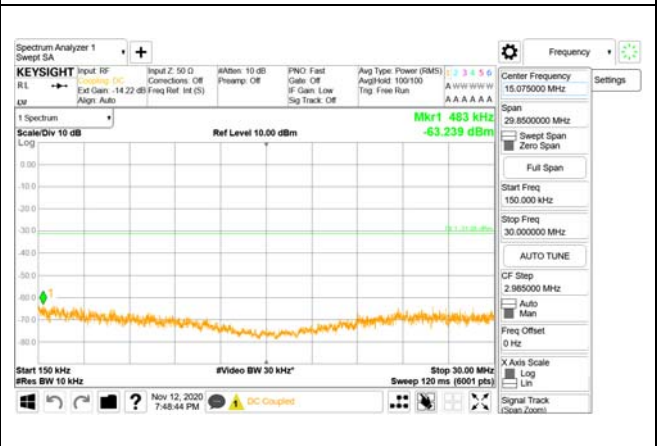 Spectrum Analyzer 1
Swept SA
+
Frequency
KEYSIGHT
Input: RF
Input Z: 50 Ω
#Atten: 10 dB
PNO: Fast
Avg Type: Power (RMS)
1 2 3 4 5 6
RL
Coupling: DC
Corrections: Off
Preamp: Off
Gate: Off
Avg|Hold: 100/100
A W W W W W
Ext Gain: -14.22 dB
Freq Ref: Int (S)
IF Gain: Low
Trig: Free Run
Align: Auto
Sig Track: Off
A A A A A A
1 Spectrum
Mkr1 483 kHz
Scale/Div 10 dB
Ref Level 10.00 dBm
-63.239 dBm
Log
0.00
-10.0
-20.0
-30.0
-40.0
-50.0
-60.0
1
-70.0
-80.0
Start 150 kHz
#Video BW 30 kHz*
Stop 30.00 MHz
#Res BW 10 kHz
Sweep 120 ms (6001 pts)
?
Nov 12, 2020
7:48:44 PM
DC Coupled
Center Frequency
15.075000 MHz
Settings
Span
29.8500000 MHz
Swept Span
Zero Span
Full Span
Start Freq
150.000 kHz
Stop Freq
30.000000 MHz
AUTO TUNE
CF Step
2.985000 MHz
Auto
Man
Freq Offset
0 Hz
X Axis Scale
Log
Lin
Signal Track
(Span Zoom)